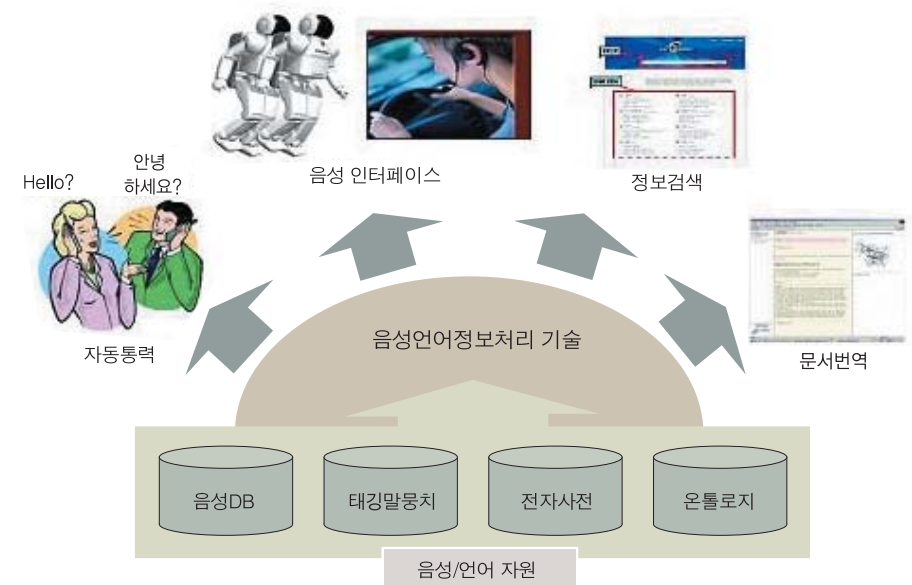 음성 인터페이스
정보검색
Hello?
안녕
하세요?
자동통력
음성언어정보처리 기술
문서번역
음성DB
태깅말뭉치
전자사전
온톨로지
음성/언어 자원